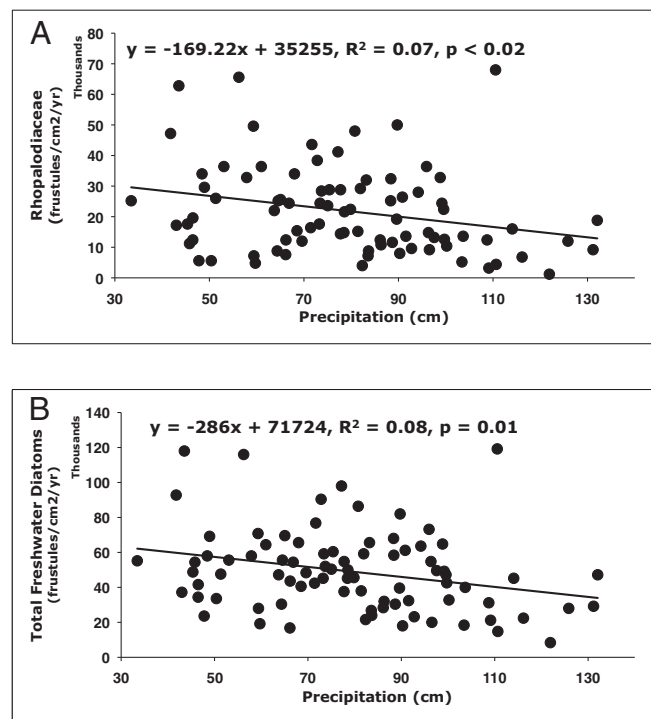 A
y = -169.22x + 35255, R² = 0.07, p < 0.02
Thousands
Rhopalodiaceae
(frustules/cm2/yr)
80
70
60
50
40
30
20
10
0
30 50 70 90 110 130
Precipitation (cm)
B
y = -286x + 71724, R² = 0.08, p = 0.01
Thousands
Total Freshwater Diatoms
(frustules/cm2/yr)
140
120
100
80
60
40
20
0
30 50 70 90 110 130
Precipitation (cm)